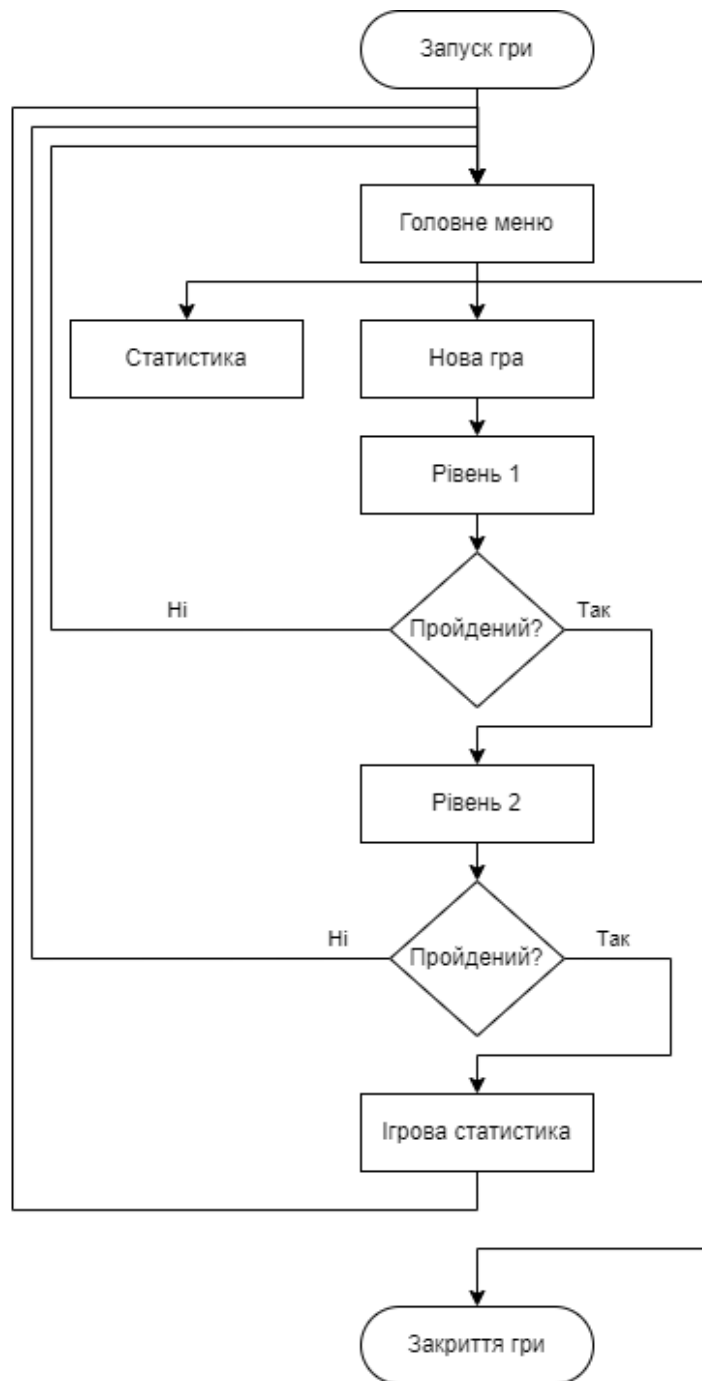 Запуск гри
Головне меню
Статистика
Нова гра
Рівень 1
Пройдений?
Ні
Так
Рівень 2
Пройдений?
Ні
Так
Ігрова статистика
Закриття гри